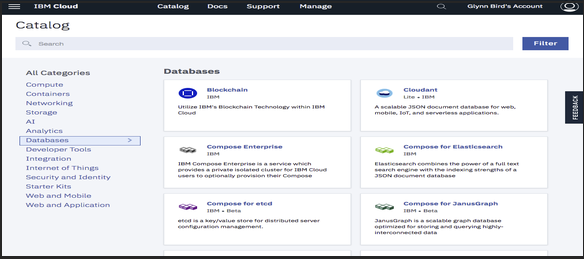 IBM Cloud
Catalog
Docs
Support
Manage
Glynn Bird's Account
Catalog
Search
Filter
All Categories
Compute
Containers
Networking
Storage
AI
Analytics
Databases >
Developer Tools
Integration
Internet of Things
Security and Identity
Starter Kits
Web and Mobile
Web and Application
Databases
Blockchain
IBM
Utilize IBM's Blockchain Technology within IBM
Cloud
Cloudant
Lite • IBM
A scalable JSON document database for web,
mobile, IoT, and serverless applications.
Compose Enterprise
IBM
IBM Compose Enterprise is a service which
provides a private isolated cluster for IBM Cloud
users to optionally provision their Compose
Compose for Elasticsearch
IBM
Elasticsearch combines the power of a full text
search engine with the indexing strengths of a
JSON document database
Compose for etcd
IBM • Beta
etcd is a key/value store for distributed server
configuration management.
Compose for JanusGraph
IBM • Beta
JanusGraph is a scalable graph database
optimized for storing and querying highly-
interconnected data
FEEDBACK